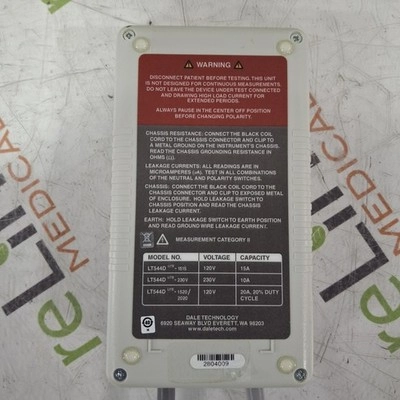 WARNING
DISCONNECT PATIENT BEFORE TESTING, THIS UNIT
IS NOT DESIGNED FOR CONTINUOUS MEASUREMENTS.
DO NOT LEAVE THE DEVICE UNDER TEST CONNECTED
AND DRAWING HIGH LOAD CURRENT FOR
EXTENDED PERIODS.
ALWAYS PAUSE IN THE CENTER OFF POSITION
BEFORE CHANGING POLARITY.
CHASSIS RESISTANCE: CONNECT THE BLACK COIL
CORD TO THE CHASSIS CONNECTOR AND CLIP TO
A METAL GROUND ON THE INSTRUMENT'S CHASSIS.
READ THE CHASSIS GROUNDING RESISTANCE IN
OHMS (Ω).
LEAKAGE CURRENTS: ALL READINGS ARE IN
MICROAMPERES (uA). TEST IN ALL COMBINATIONS
OF THE NEUTRAL AND POLARITY SWITCHES.
CHASSIS: CONNECT THE BLACK COIL CORD TO THE
CHASSIS CONNECTOR AND CLIP TO EXPOSED METAL
OF ENCLOSURE. HOLD LEAKAGE SWITCH TO
CHASSIS POSITION AND READ THE CHASSIS
LEAKAGE CURRENT.
EARTH: HOLD LEAKAGE SWITCH TO EARTH POSITION
AND READ GROUND WIRE LEAKAGE CURRENT.
MEASUREMENT CATEGORY II
MODEL NO. VOLTAGE CAPACITY
LT544D 120V 15A
LT544D 230V 10A
LT544D 120V 20A, 20% DUTY CYCLE
DALE TECHNOLOGY
6920 SEAWAY BLVD EVERETT, WA 98203
www.daletech.com
2804009
reLink MEDICAL